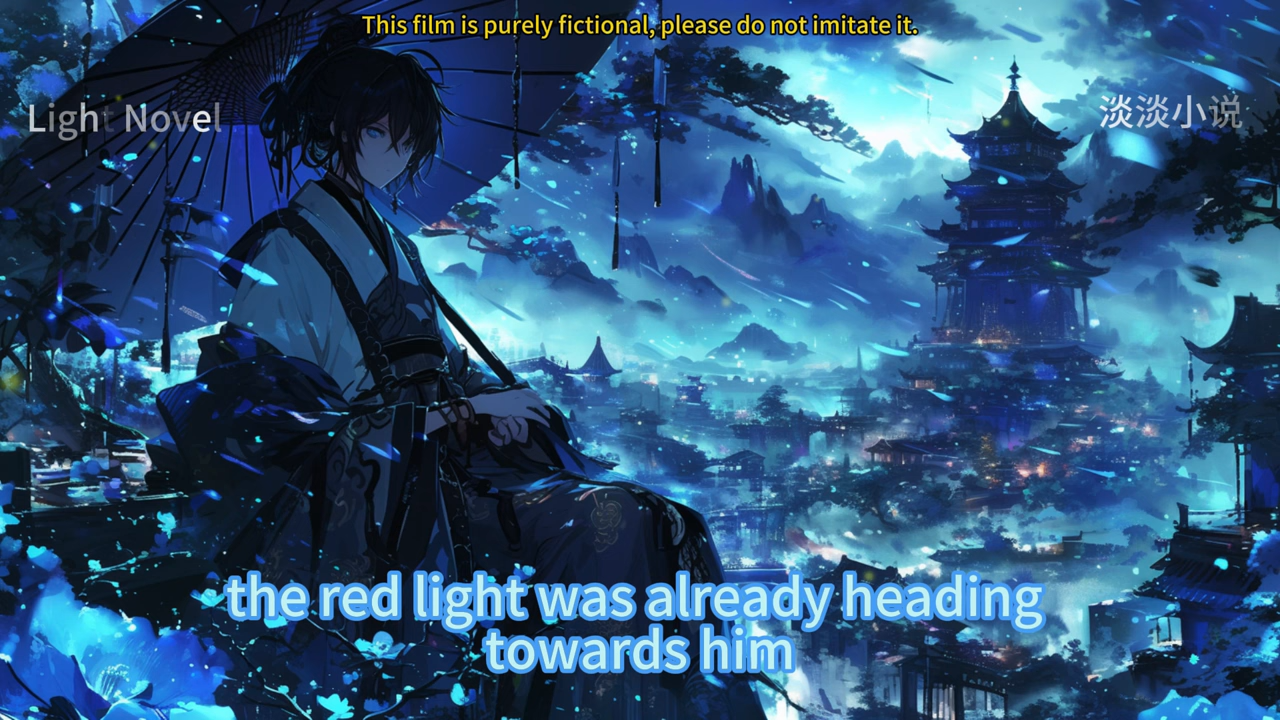 This film is purely fictional, please do not imitate it.
Light Novel
淡淡小说
the red light was already heading
towards him